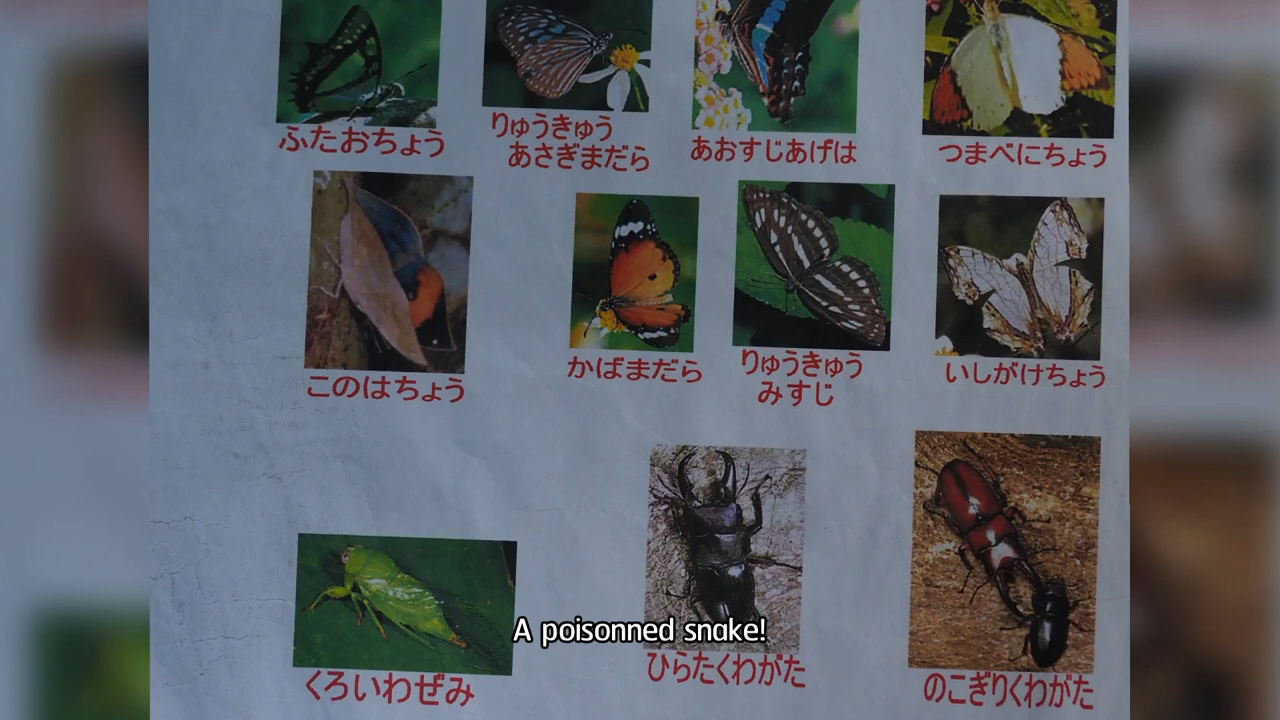 ふたおちょう
りゅうきゅう
あさぎまだら
あおすじあげは
つまべにちょう
このはちょう
かばまだら
りゅうきゅう
みすじ
いしがけちょう
A poisonned snake!
くろいわぜみ
ひらたくわがた
のこぎりくわがた